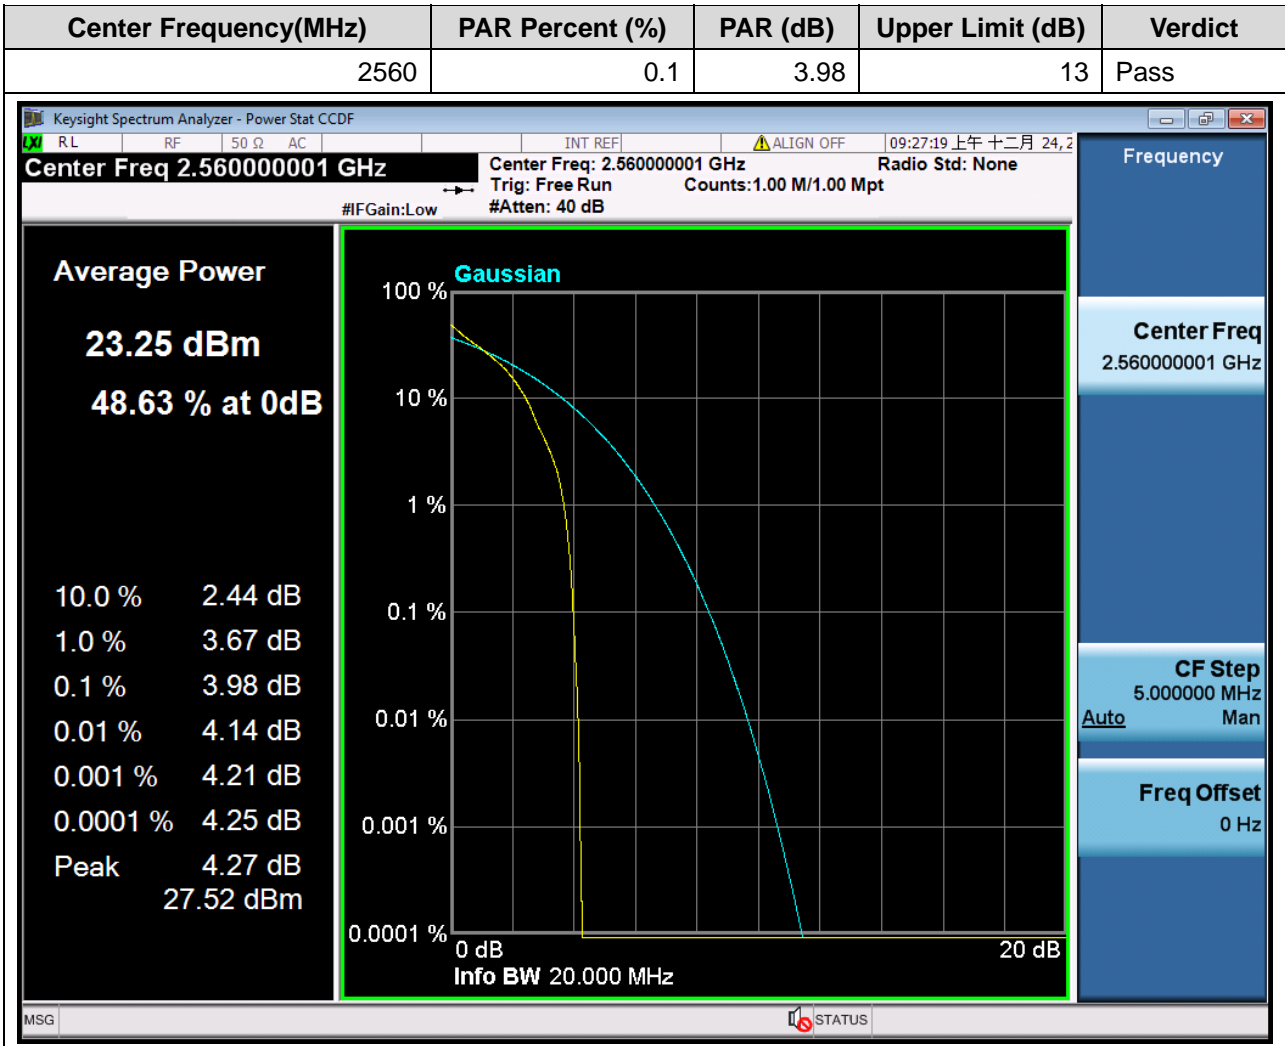 Center Frequency(MHz) PAR Percent (%) PAR (dB) Upper Limit (dB) Verdict
2560 0.1 3.98 13 Pass
Keysight Spectrum Analyzer - Power Stat CCDF
LXI RL RF 50 Ω AC INT REF ALIGN OFF 09:27:19 上午 十二月 24, 2
Center Freq 2.560000001 GHz
#IFGain:Low
Center Freq: 2.560000001 GHz Radio Std: None
Trig: Free Run Counts:1.00 M/1.00 Mpt
#Atten: 40 dB
Average Power
23.25 dBm
48.63 % at 0dB
10.0 % 2.44 dB
1.0 % 3.67 dB
0.1 % 3.98 dB
0.01 % 4.14 dB
0.001 % 4.21 dB
0.0001 % 4.25 dB
Peak 4.27 dB
27.52 dBm
Gaussian
100 %
10 %
1 %
0.1 %
0.01 %
0.001 %
0.0001 %
0 dB 20 dB
Info BW 20.000 MHz
Frequency
Center Freq
2.560000001 GHz
CF Step
5.000000 MHz
Auto Man
Freq Offset
0 Hz
MSG STATUS